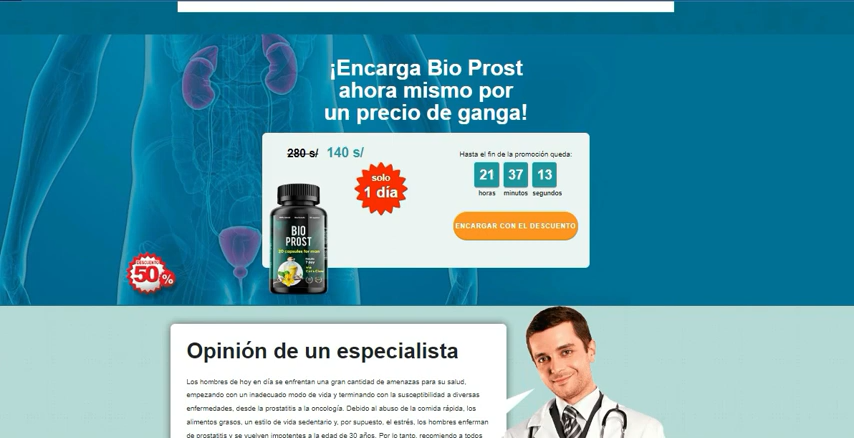 ¡Encarga Bio Prost
ahora mismo por
un precio de ganga!
280 s/ 140 s/
solo
1 día
Hasta el fin de la promoción queda:
21 37 13
horas minutos segundos
ENCARGAR CON EL DESCUENTO
BIO
PROST
50%
Opinión de un especialista
Los hombres de hoy en día se enfrentan una gran cantidad de amenazas para su salud,
empezando con un inadecuado modo de vida y terminando con la susceptibilidad a diversas
enfermedades, desde la prostatitis a la oncología. Debido al abuso de la comida rápida, los
alimentos grasos, un estilo de vida sedentario y, por supuesto, el estrés, los hombres enferman
de prostatitis y se vuelven impotentes a la edad de 30 años. Por lo tanto, recomiendo a todos